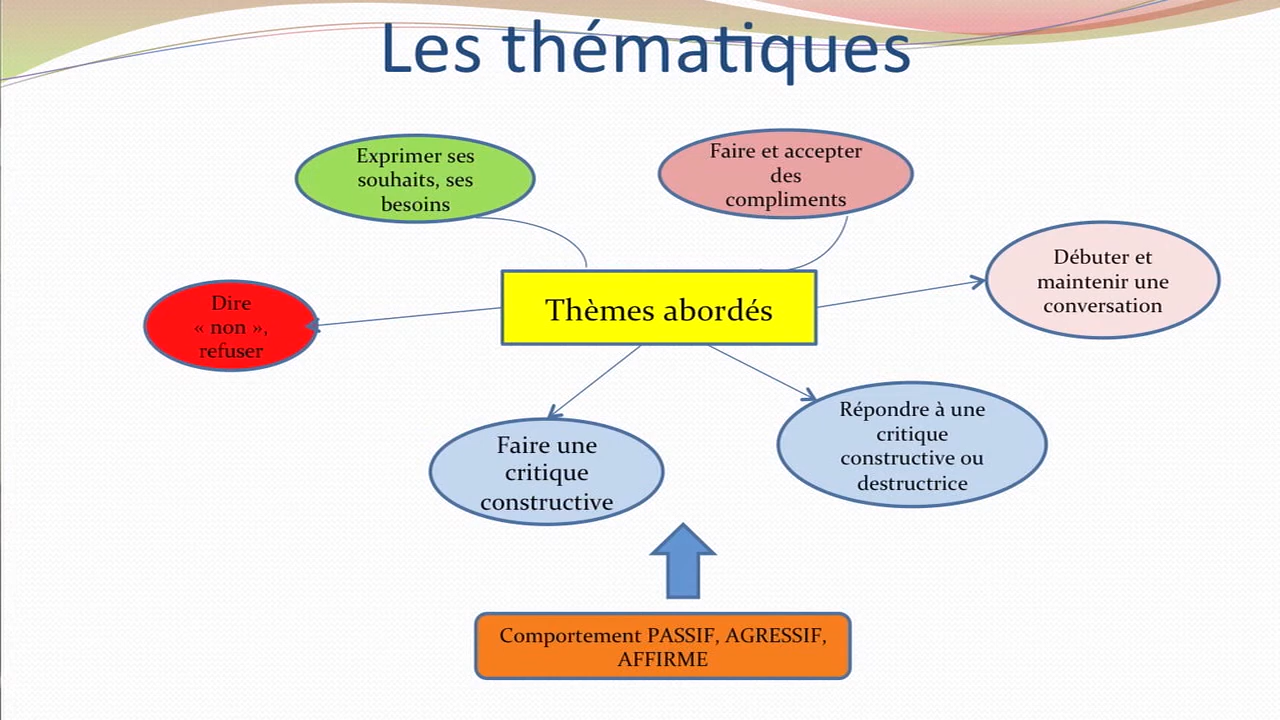 Les thématiques
Exprimer ses
souhaits, ses
besoins
Faire et accepter
des
compliments
Débuter et
maintenir une
conversation
Dire
« non »,
refuser
Thèmes abordés
Faire une
critique
constructive
Répondre à une
critique
constructive ou
destructrice
Comportement PASSIF, AGRESSIF,
AFFIRME